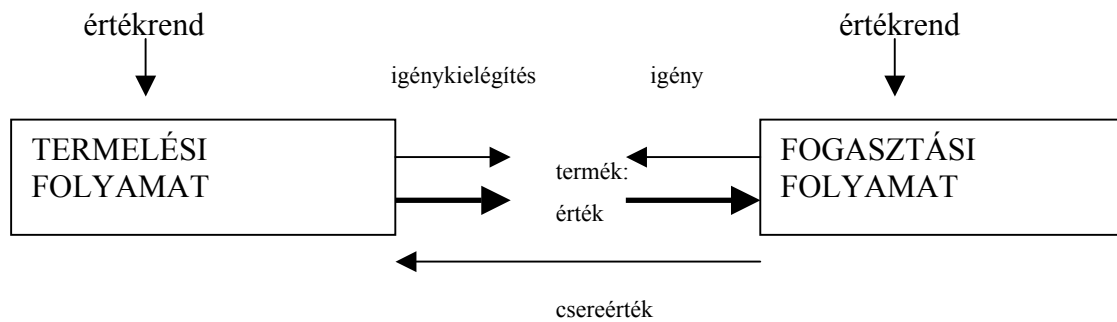 értékrend
értékrend
igénykielégítés
igény
TERMELÉSI
FOLYAMAT
termék:
érték
FOGASZTÁSI
FOLYAMAT
csereérték